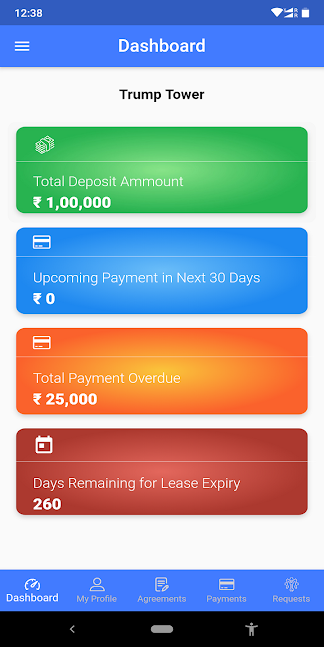 12:38
Dashboard
Trump Tower
Total Deposit Ammount
₹ 1,00,000
Upcoming Payment in Next 30 Days
₹ 0
Total Payment Overdue
₹ 25,000
Days Remaining for Lease Expiry
260
Dashboard My Profile Agreements Payments Requests